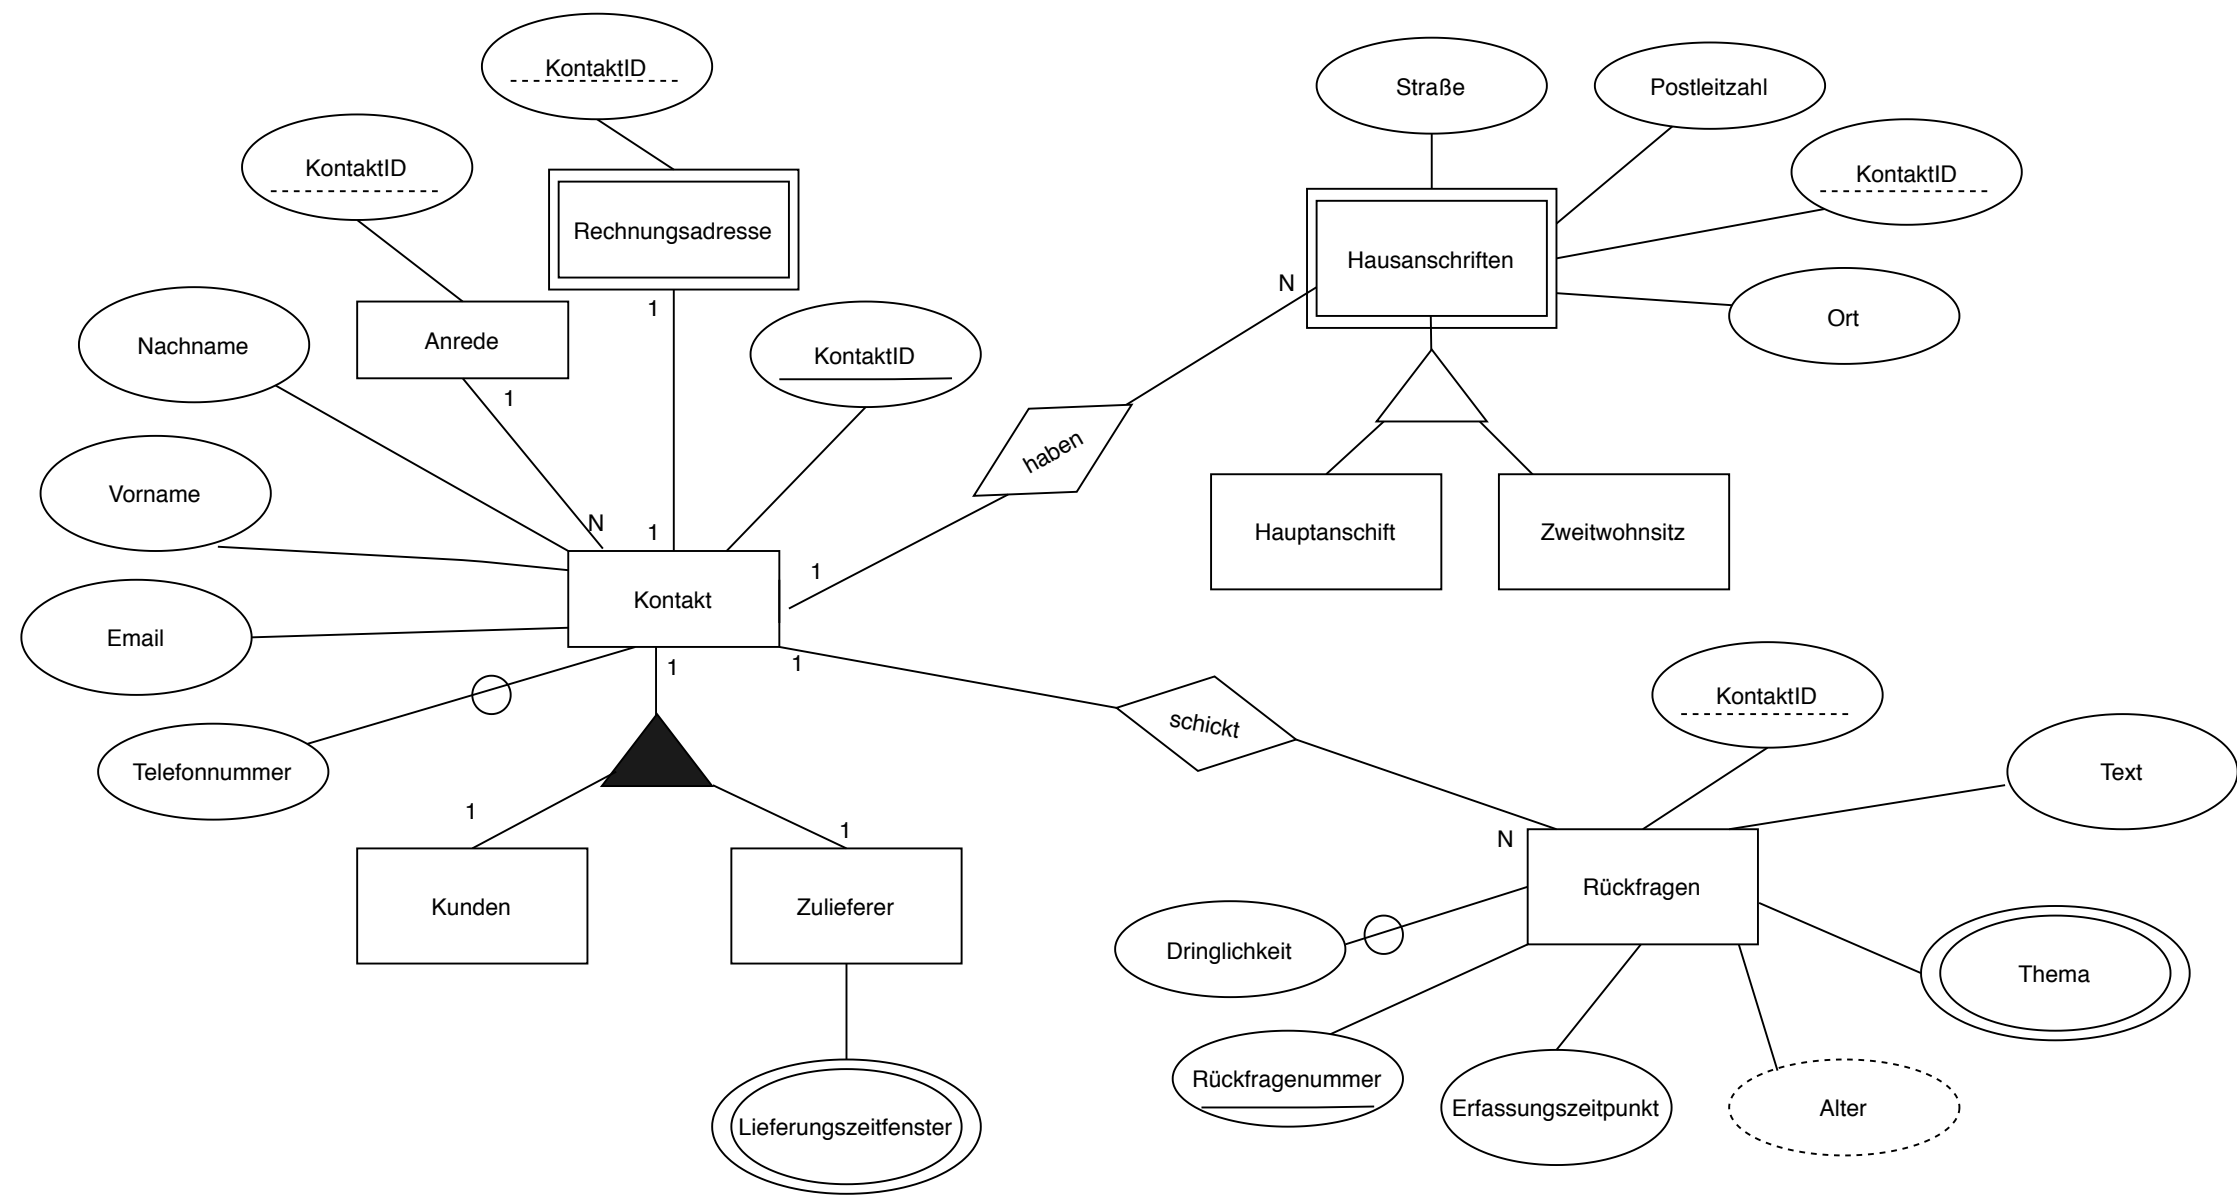 KontaktID
Straße
Postleitzahl
KontaktID
KontaktID
Rechnungsadresse
Hausanschriften
N
1
Ort
Anrede
Nachname
KontaktID
1
haben
Vorname
N
1
Hauptanschift
Zweitwohnsitz
1
Kontakt
Email
1
1
KontaktID
schickt
Telefonnummer
Text
1
1
N
Rückfragen
Kunden
Zulieferer
Dringlichkeit
Thema
Rückfragenummer
Erfassungszeitpunkt
Alter
Lieferungszeitfenster